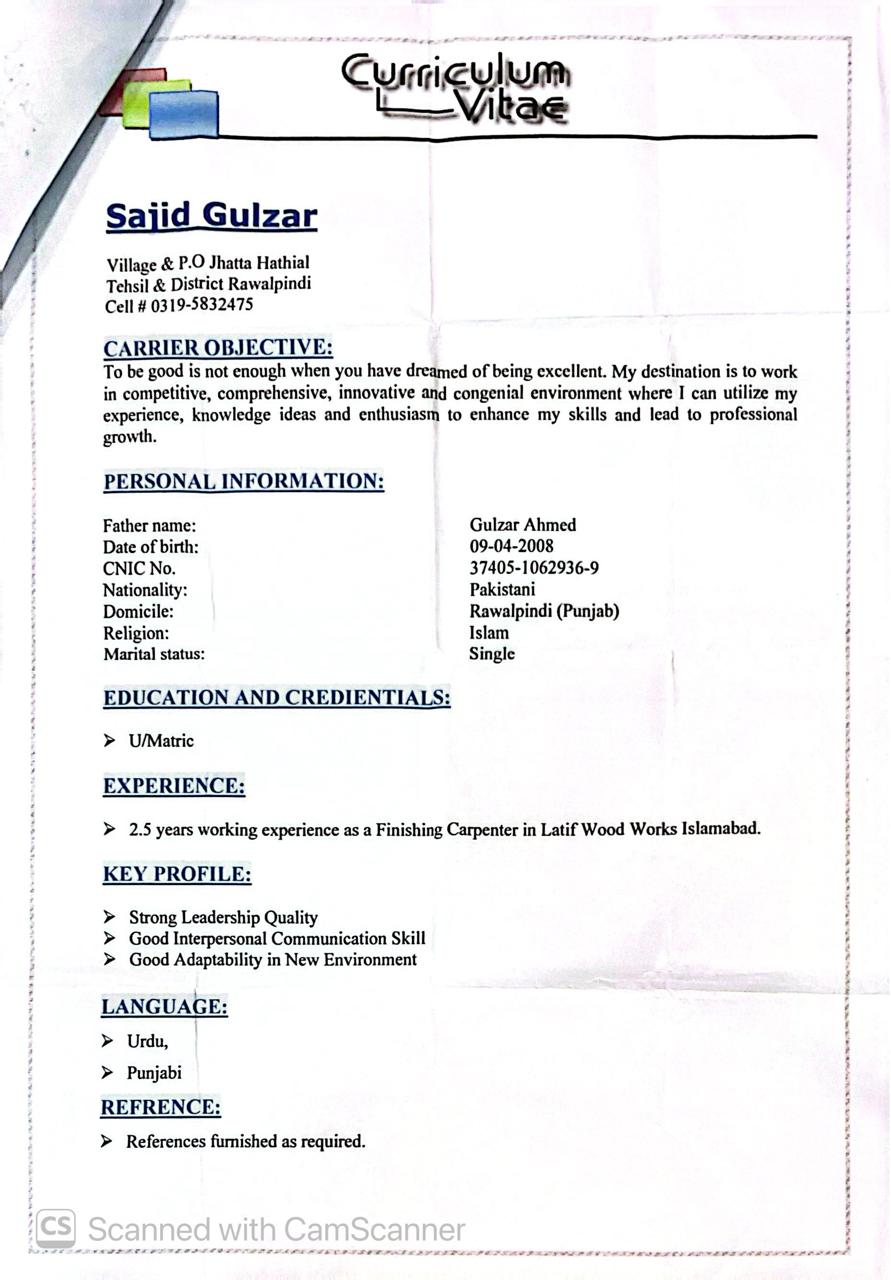 Curriculum
Vitae
Sajid Gulzar
Village & P.O Jhatta Hathial
Tehsil & District Rawalpindi
Cell # 0319-5832475
CARRIER OBJECTIVE:
To be good is not enough when you have dreamed of being excellent. My destination is to work
in competitive, comprehensive, innovative and congenial environment where I can utilize my
experience, knowledge ideas and enthusiasm to enhance my skills and lead to professional
growth.
PERSONAL INFORMATION:
Father name: Gulzar Ahmed
Date of birth: 09-04-2008
CNIC No. 37405-1062936-9
Nationality: Pakistani
Domicile: Rawalpindi (Punjab)
Religion: Islam
Marital status: Single
EDUCATION AND CREDIENTIALS:
➢ U/Matric
EXPERIENCE:
➢ 2.5 years working experience as a Finishing Carpenter in Latif Wood Works Islamabad.
KEY PROFILE:
➢ Strong Leadership Quality
➢ Good Interpersonal Communication Skill
➢ Good Adaptability in New Environment
LANGUAGE:
➢ Urdu,
➢ Punjabi
REFRENCE:
➢ References furnished as required.
CS Scanned with CamScanner